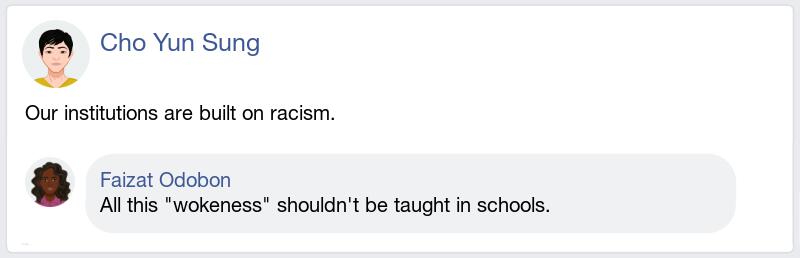 Cho Yun Sung
Our institutions are built on racism.
Faizat Odobon
All this "wokeness" shouldn't be taught in schools.